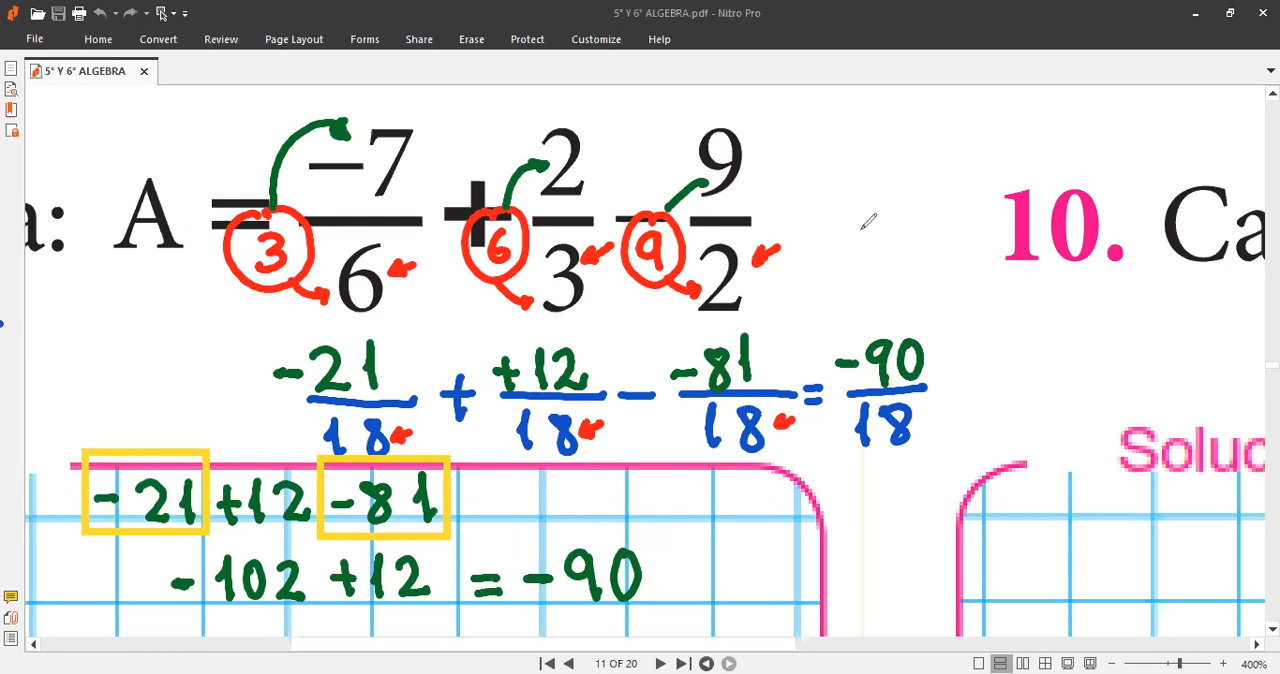 5° Y 6° ALGEBRA.pdf - Nitro Pro
File Home Convert Review Page Layout Forms Share Erase Protect Customize Help
5° Y 6° ALGEBRA
a: A = -7/6 + 2/3 - 9/2
3 6 9
10. Ca
-21/18 + +12/18 - -81/18 = -90/18
Soluc
-21 +12 -81
-102 +12 = -90
11 OF 20
400%